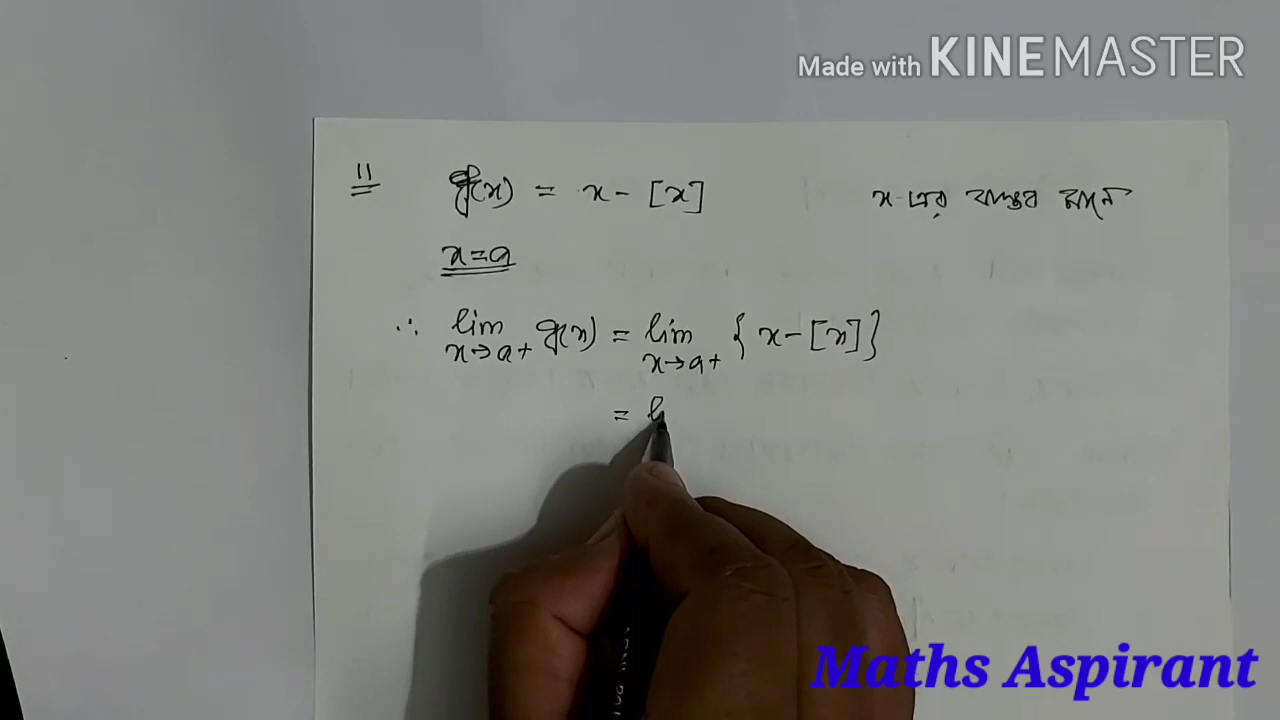 Made with KINEMASTER
11 g(x) = x - [x] x-এর বাস্তব মানে
x = a
∴ lim x→a+ g(x) = lim x→a+ { x - [x] }
= l
Maths Aspirant